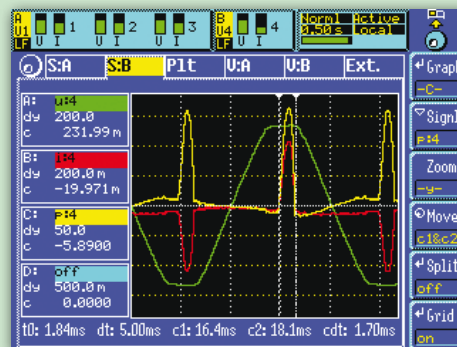 A U1 LF U I 1 U I 2 U I 3 B U4 LF U I 4 Norml Active
0.50s Local
S:A S:B Plt V:A V:B Ext.
A: u:4
dy 200.0
c 231.99 m
B: i:4
dy 200.0 m
c -19.971 m
C: p:4
dy 50.0
c -5.8900
D: off
dy 500.0 m
c 0.0000
t0: 1.84ms dt: 5.00ms c1: 16.4ms c2: 18.1ms cdt: 1.70ms
Graph
-C-
Signl
p:4
Zoom
-y-
Move
c1&c2
Split
off
Grid
on